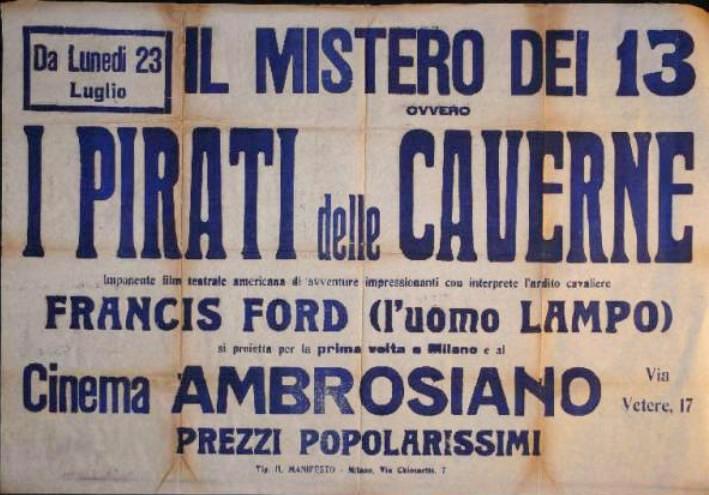 Da Lunedì 23
Luglio
IL MISTERO DEI 13
OVVERO
I PIRATI delle CAVERNE
Imponente film teatrale americana di avventure impressionanti con interprete l'ardito cavaliere
FRANCIS FORD (l'uomo LAMPO)
si proietta per la prima volta a Milano e al
Cinema AMBROSIANO
Via
Vetere, 17
PREZZI POPOLARISSIMI
Tip. IL MANIFESTO - Milano, Via 7